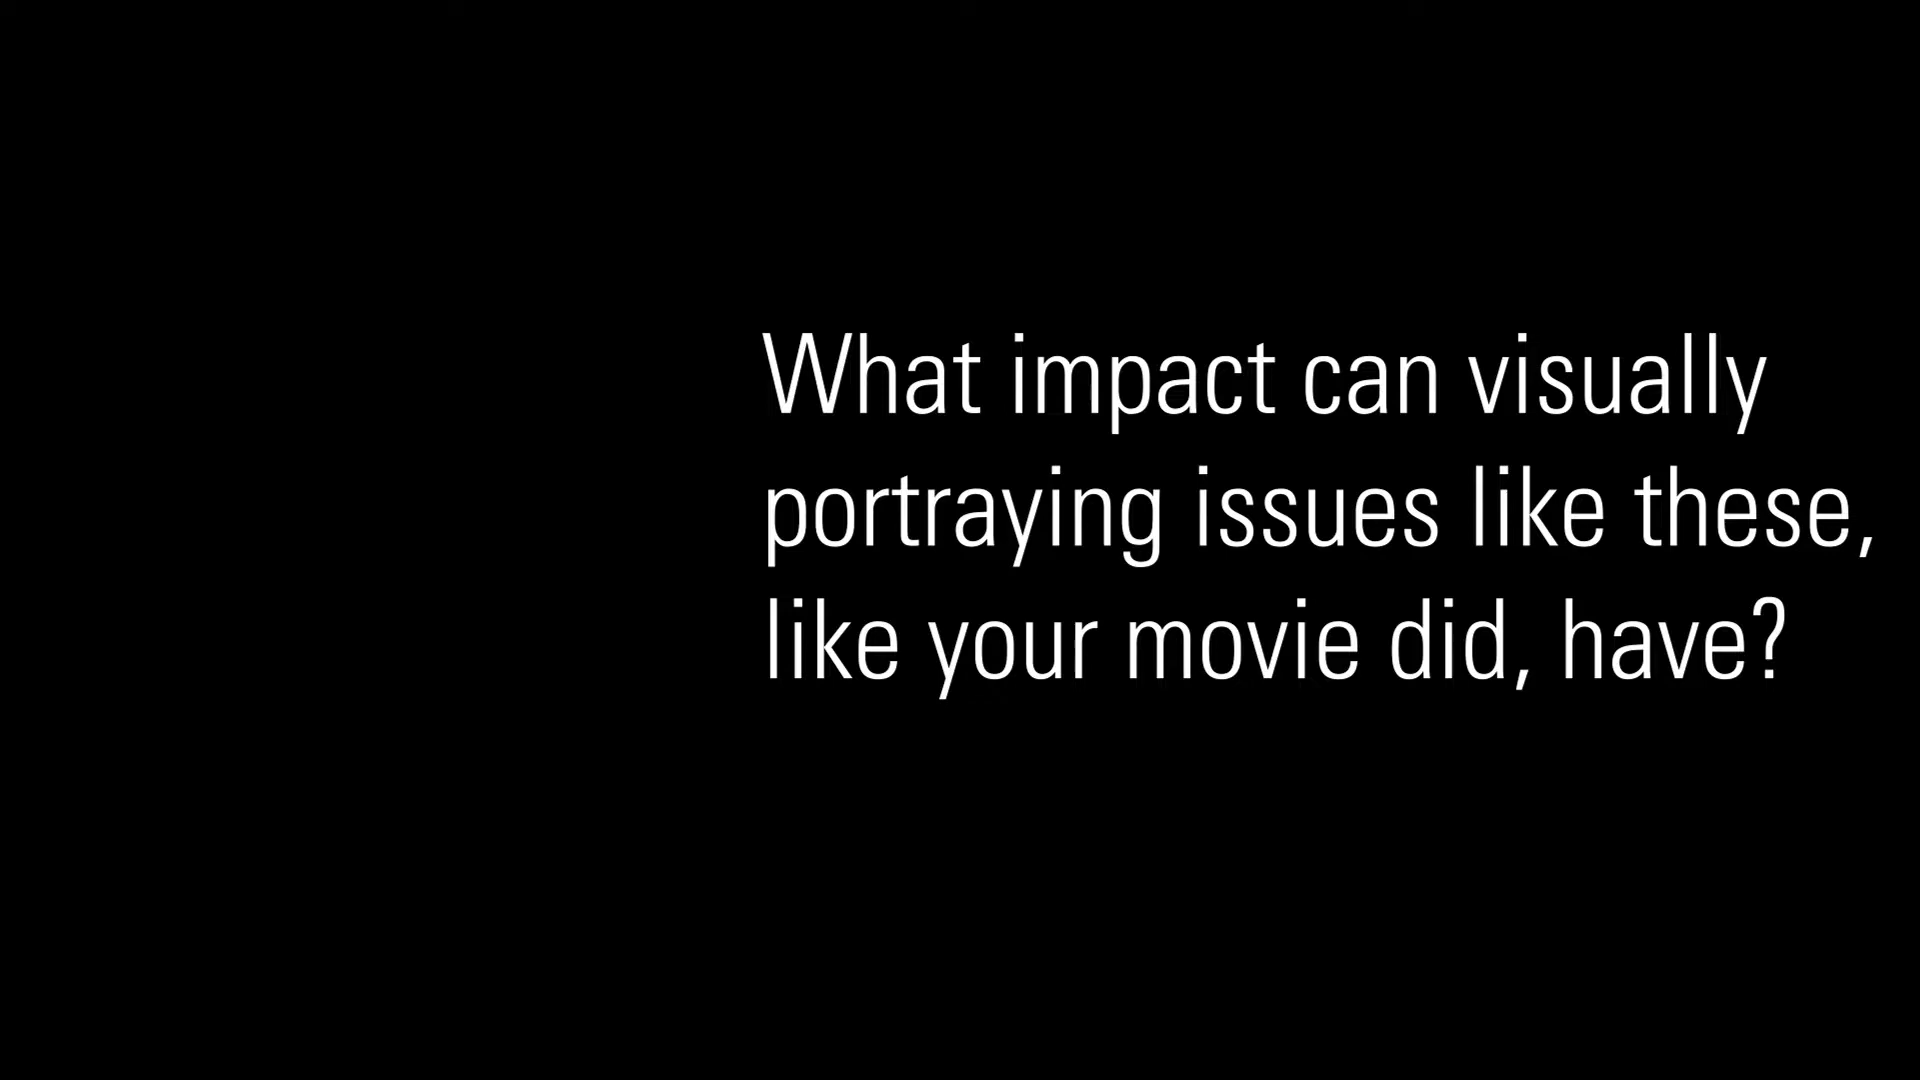 What impact can visually
portraying issues like these,
like your movie did, have?